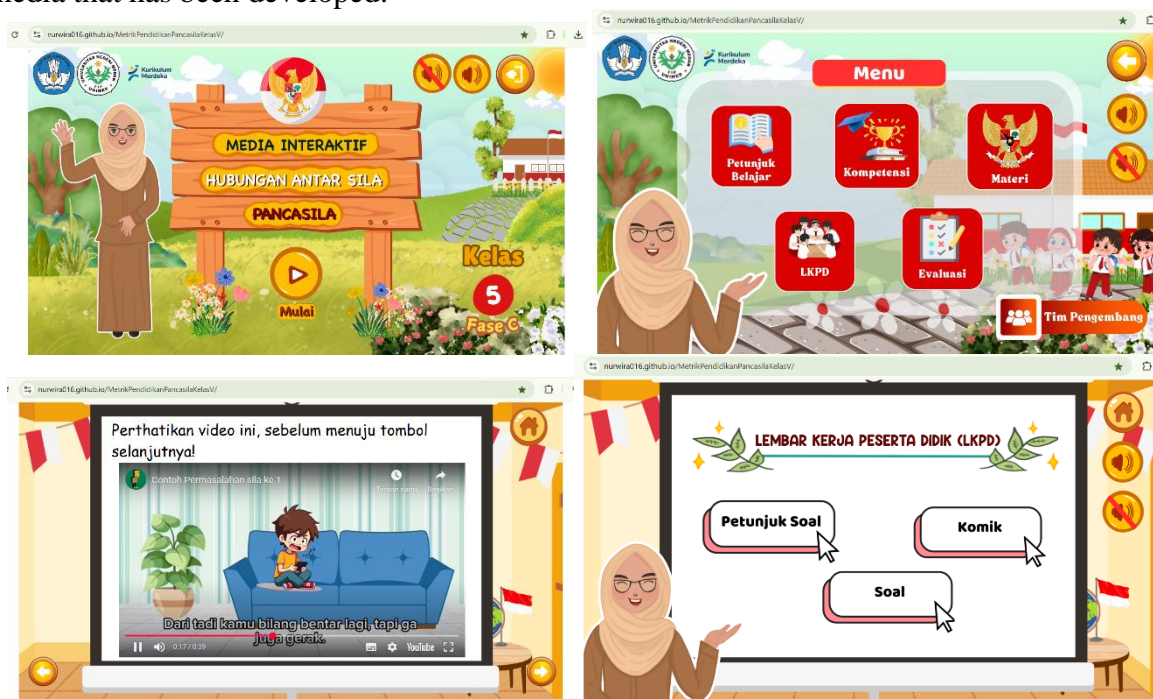 media that has been developed.
nurwira016.github.io/MetrikPendidikanPancasilaKelasV/
Kurikulum
Merdeka
MEDIA INTERAKTIF
HUBUNGAN ANTAR SILA
PANCASILA
Mulai
Kelas
5
Fase C
nurwira016.github.io/MetrikPendidikanPancasilaKelasV/
Kurikulum
Merdeka
Menu
Petunjuk
Belajar
Kompetensi
Materi
LKPD
Evaluasi
Tim Pengembang
nurwira016.github.io/MetrikPendidikanPancasilaKelasV/
Perthatikan video ini, sebelum menuju tombol
selanjutnya!
Contoh Permasalahan sila ke-1
Tonton nanti Bagikan
Dari tadi kamu bilang bentar lagi, tapi ga
juga gerak.
0:17 / 0:39
YouTube
nurwira016.github.io/MetrikPendidikanPancasilaKelasV/
LEMBAR KERJA PESERTA DIDIK (LKPD)
Petunjuk Soal
Komik
Soal